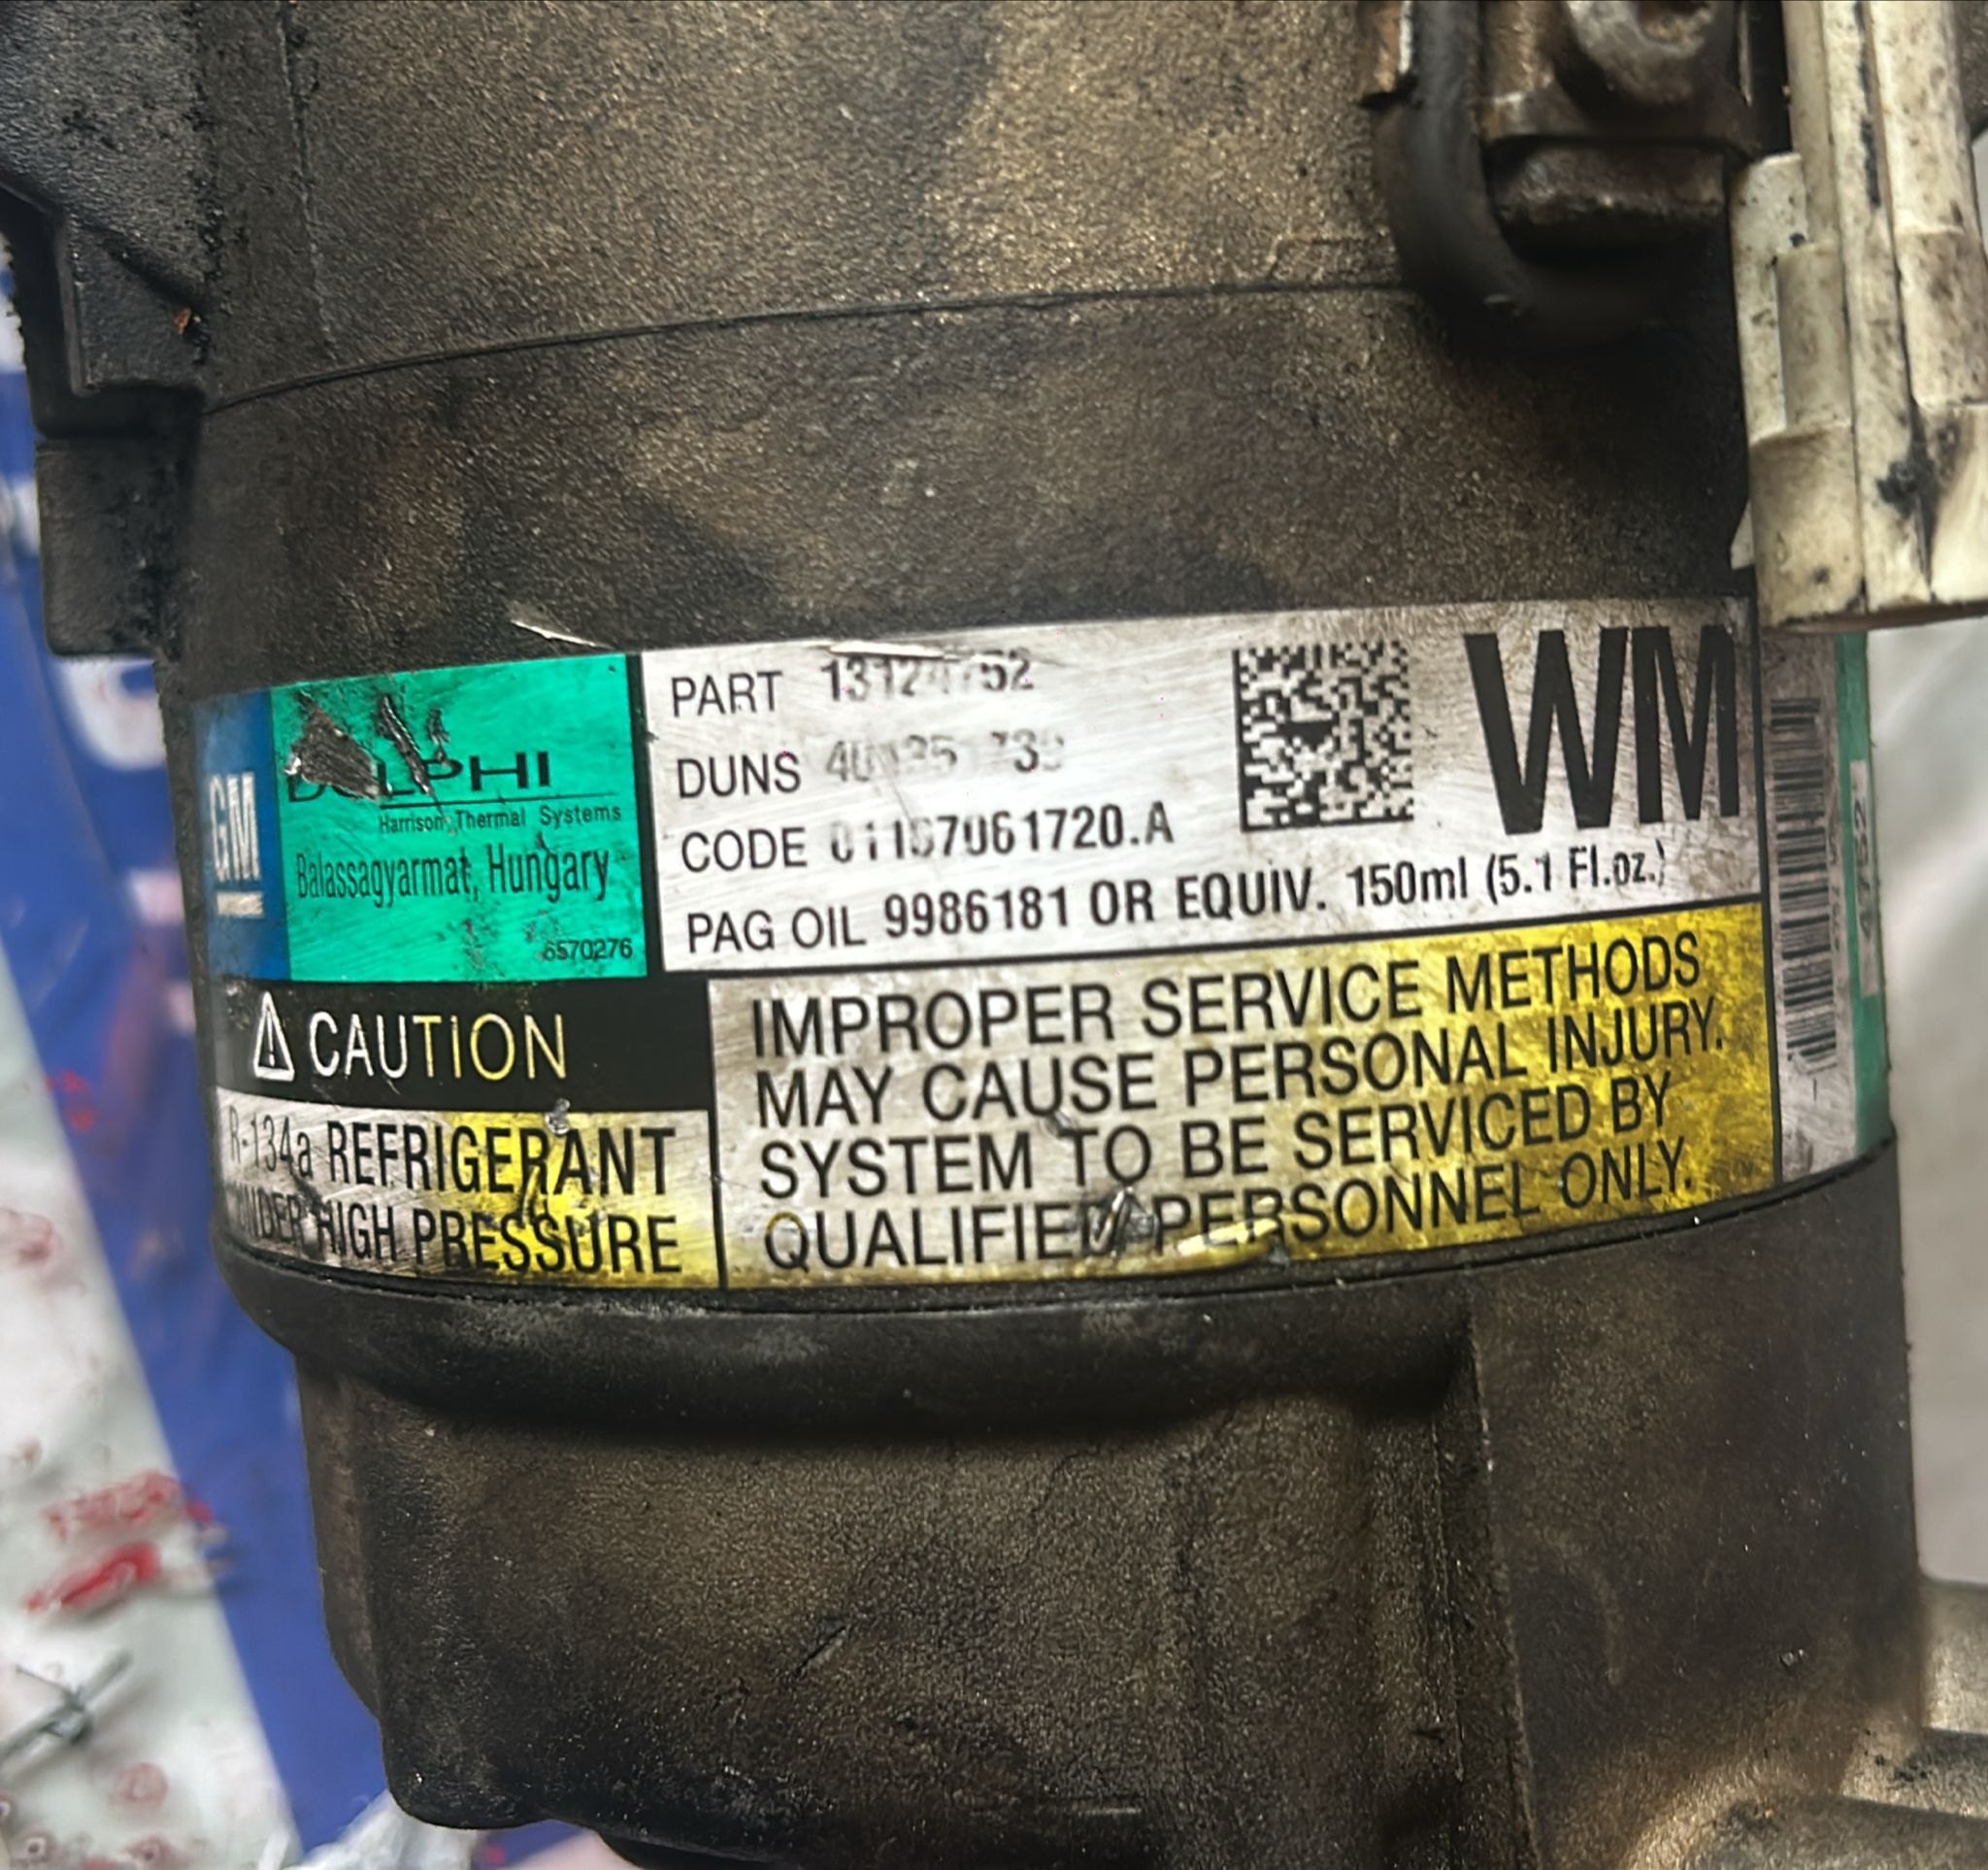 GM
DELPHI
Harrison Thermal Systems
Balassagyarmat, Hungary
6570276
PART
DUNS
CODE
PAG OIL 9986181 OR EQUIV. 150ml (5.1 Fl.oz.)
WM
CAUTION
R-134a REFRIGERANT
UNDER HIGH PRESSURE
IMPROPER SERVICE METHODS
MAY CAUSE PERSONAL INJURY.
SYSTEM TO BE SERVICED BY
QUALIFIED PERSONNEL ONLY.